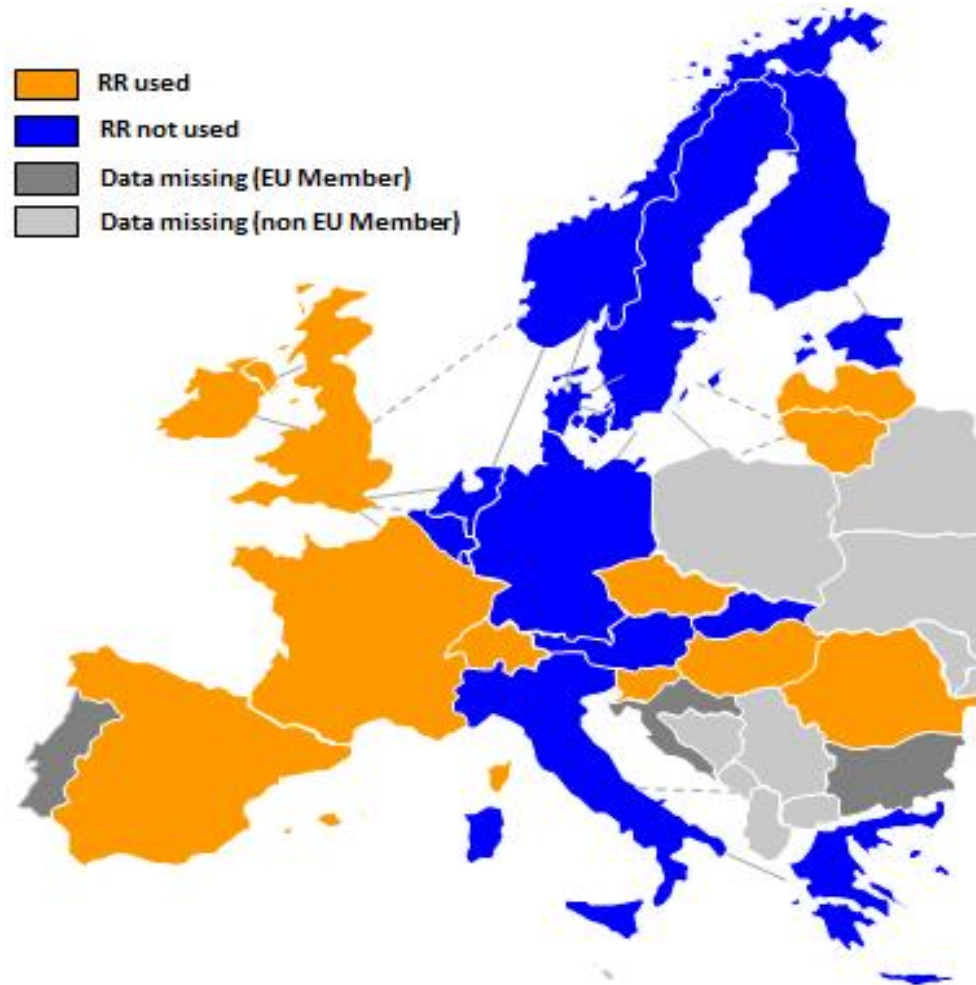 RR used
RR not used
Data missing (EU Member)
Data missing (non EU Member)